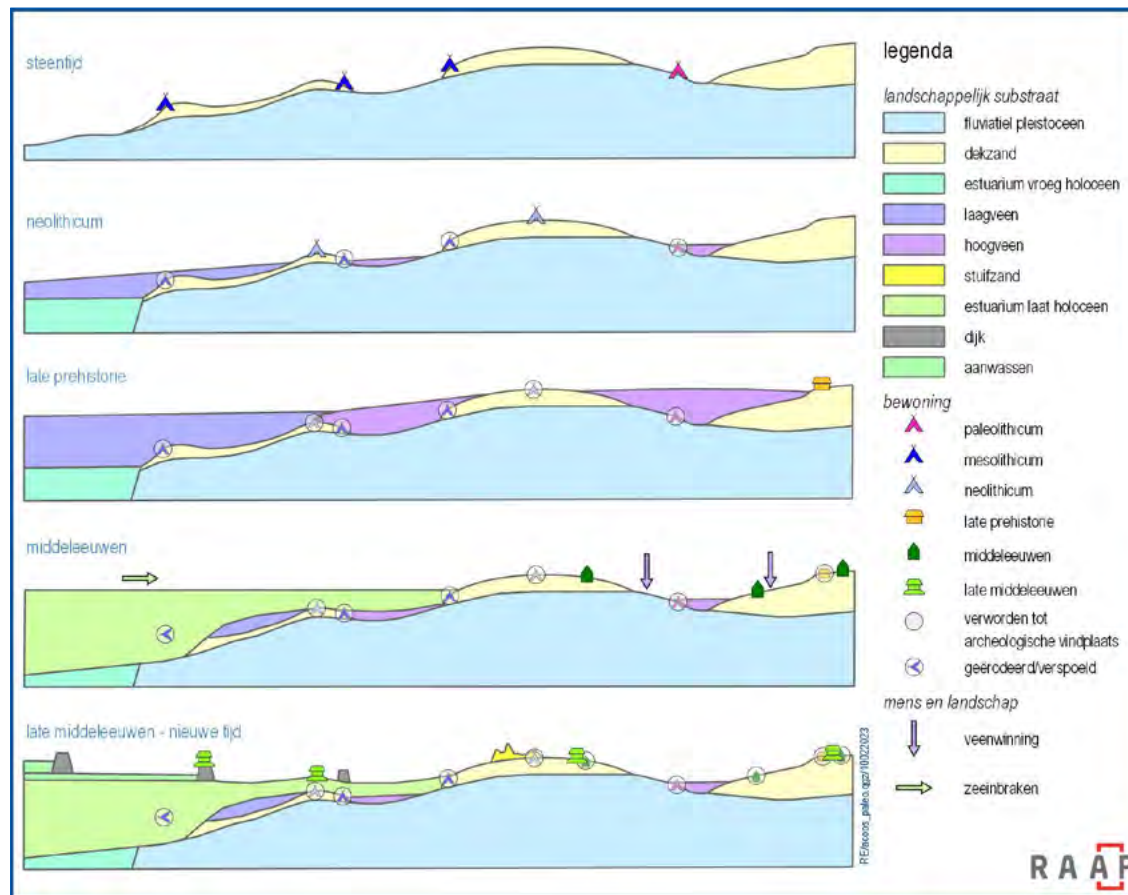 steentijd
neolithicum
late prehistorie
middeleeuwen
late middeleeuwen - nieuwe tijd
legenda
landschappelijk substraat
fluviatiel pleistoceen
dekzand
estuarium vroeg holoceen
laagveen
hoogveen
stuifzand
estuarium laat holoceen
dijk
aanwassen
bewoning
paleolithicum
mesolithicum
neolithicum
late prehistorie
middeleeuwen
late middeleeuwen
verworden tot
archeologische vindplaats
geërodeerd/verspoeld
mens en landschap
veenwinning
zeeinbraken
RAAP